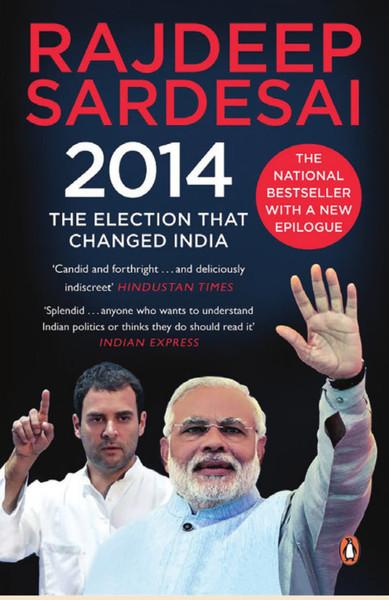 RAJDEEP
SARDESAI
2014
THE ELECTION THAT
CHANGED INDIA
THE
NATIONAL
BESTSELLER
WITH A NEW
EPILOGUE
‘Candid and forthright . . . and deliciously
indiscreet’ HINDUSTAN TIMES
‘Splendid . . . anyone who wants to understand
Indian politics or thinks they do should read it’
INDIAN EXPRESS